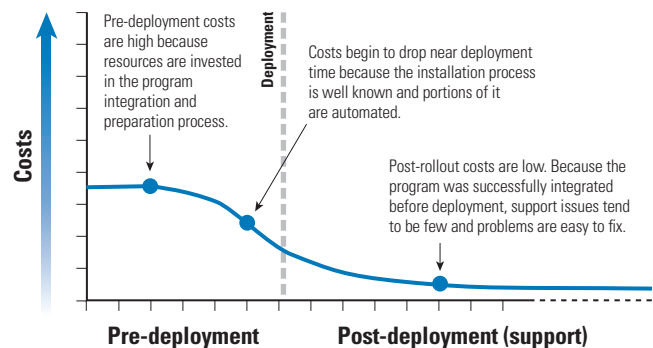 Pre-deployment costs
are high because
resources are invested
in the program
integration and
preparation process.
Deployment
Costs begin to drop near deployment
time because the installation process
is well known and portions of it
are automated.
Post-rollout costs are low. Because the
program was successfully integrated
before deployment, support issues tend
to be few and problems are easy to fix.
Costs
Pre-deployment
Post-deployment (support)